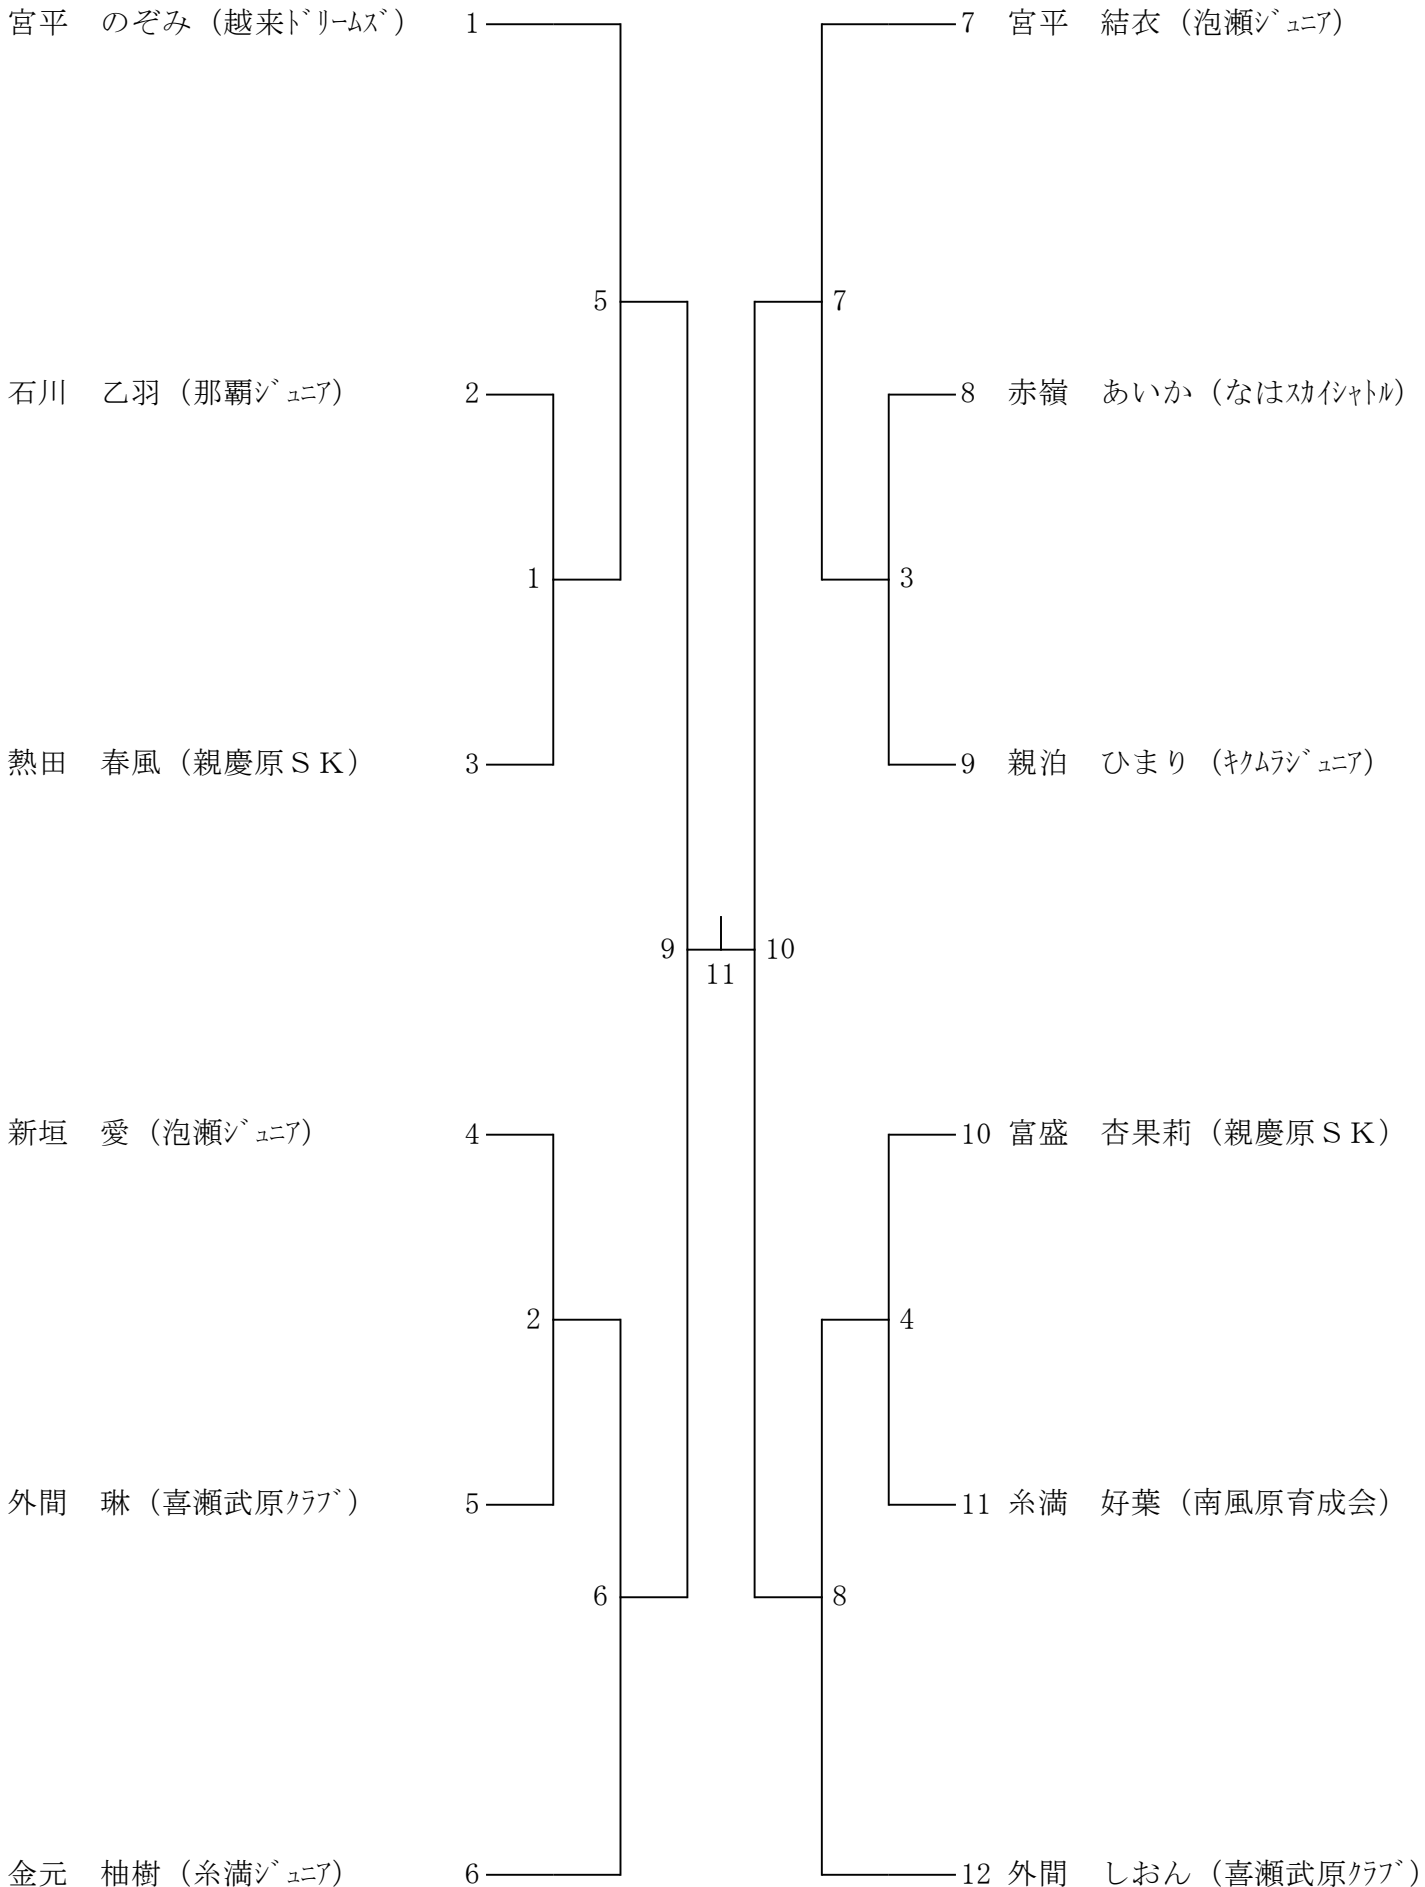 宮平　のぞみ（越来ﾄﾞﾘｰﾑｽﾞ） 1
7 宮平　結衣（泡瀬ｼﾞｭﾆｱ）
5
7
石川　乙羽（那覇ｼﾞｭﾆｱ） 2
8 赤嶺　あいか（なはｽｶｲｼｬﾄﾙ）
1
3
熱田　春風（親慶原ＳＫ） 3
9 親泊　ひまり（ｷｸﾑﾗｼﾞｭﾆｱ）
9
10
11
新垣　愛（泡瀬ｼﾞｭﾆｱ） 4
10 富盛　杏果莉（親慶原ＳＫ）
2
4
外間　琳（喜瀬武原ｸﾗﾌﾞ） 5
11 糸満　好葉（南風原育成会）
6
8
金元　柚樹（糸満ｼﾞｭﾆｱ） 6
12 外間　しおん（喜瀬武原ｸﾗﾌﾞ）